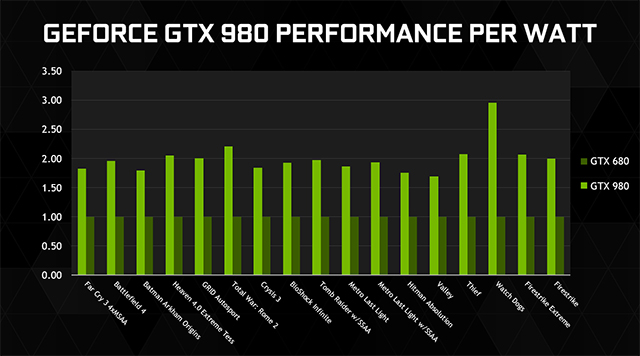 GEFORCE GTX 980 PERFORMANCE PER WATT
3.50
3.00
2.50
2.00
1.50
1.00
0.50
0.00
GTX 680
GTX 980
Far Cry 3 4xMSAA
Battlefield 4
Batman Arkham Origins
Heaven 4.0 Extreme Tess
GRID Autosport
Total War: Rome 2
Crysis 3
BioShock Infinite
Tomb Raider w/SSAA
Metro Last Light
Metro Last Light w/SSAA
Hitman Absolution
Valley
Thief
Watch Dogs
Firestrike Extreme
Firestrike